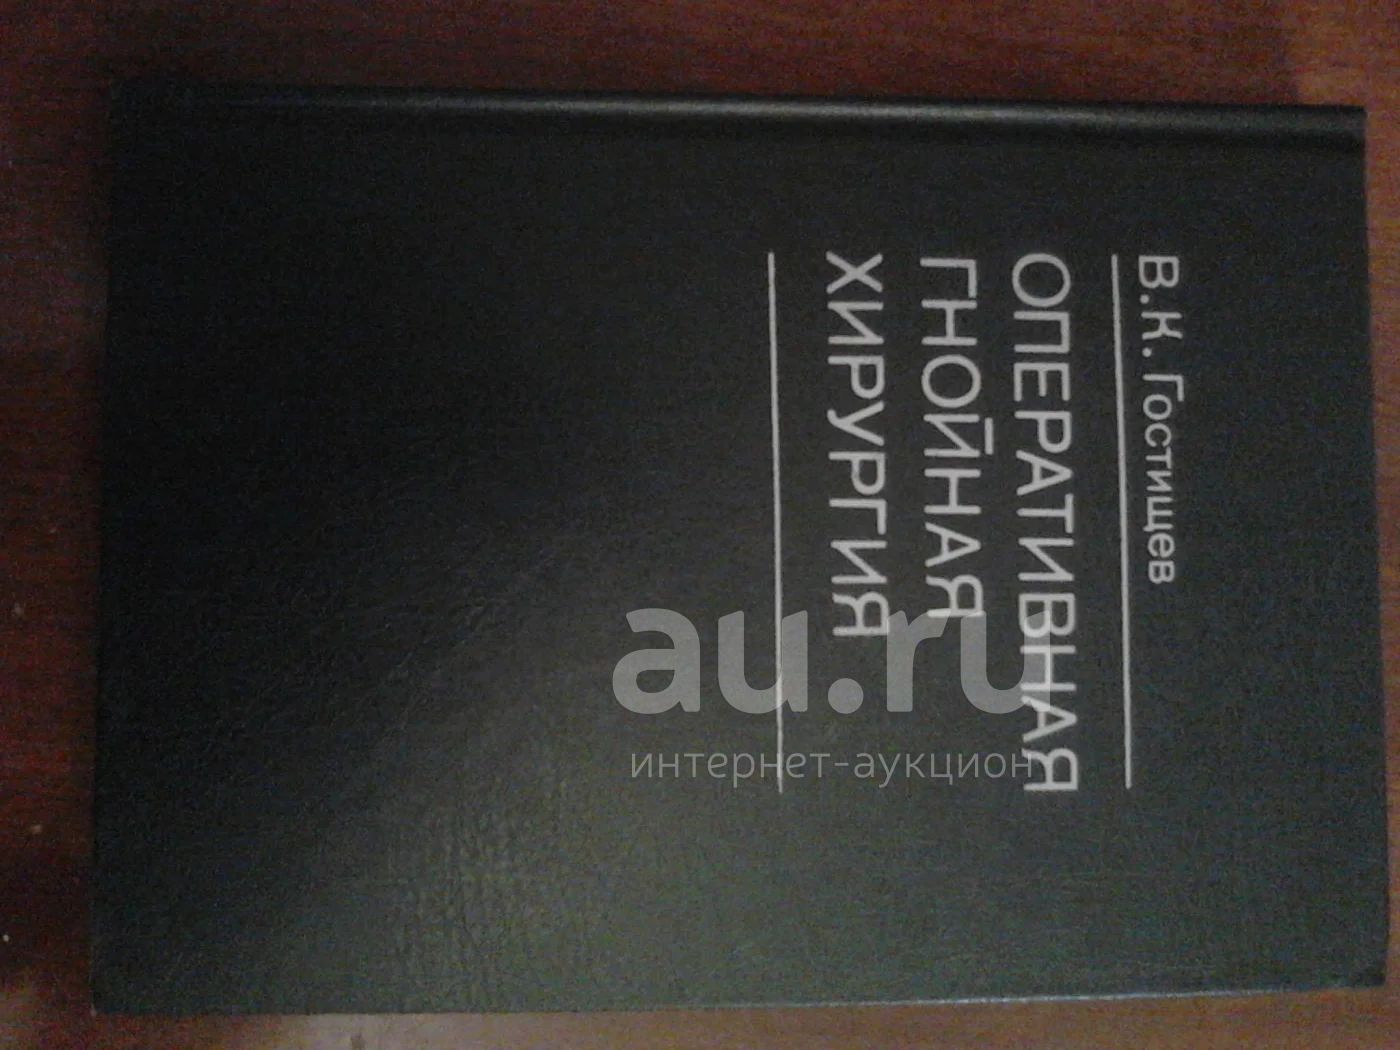 В.К. Гостищев
ОПЕРАТИВНАЯ
ГНОЙНАЯ
ХИРУРГИЯ
au.ru
интернет-аукцион